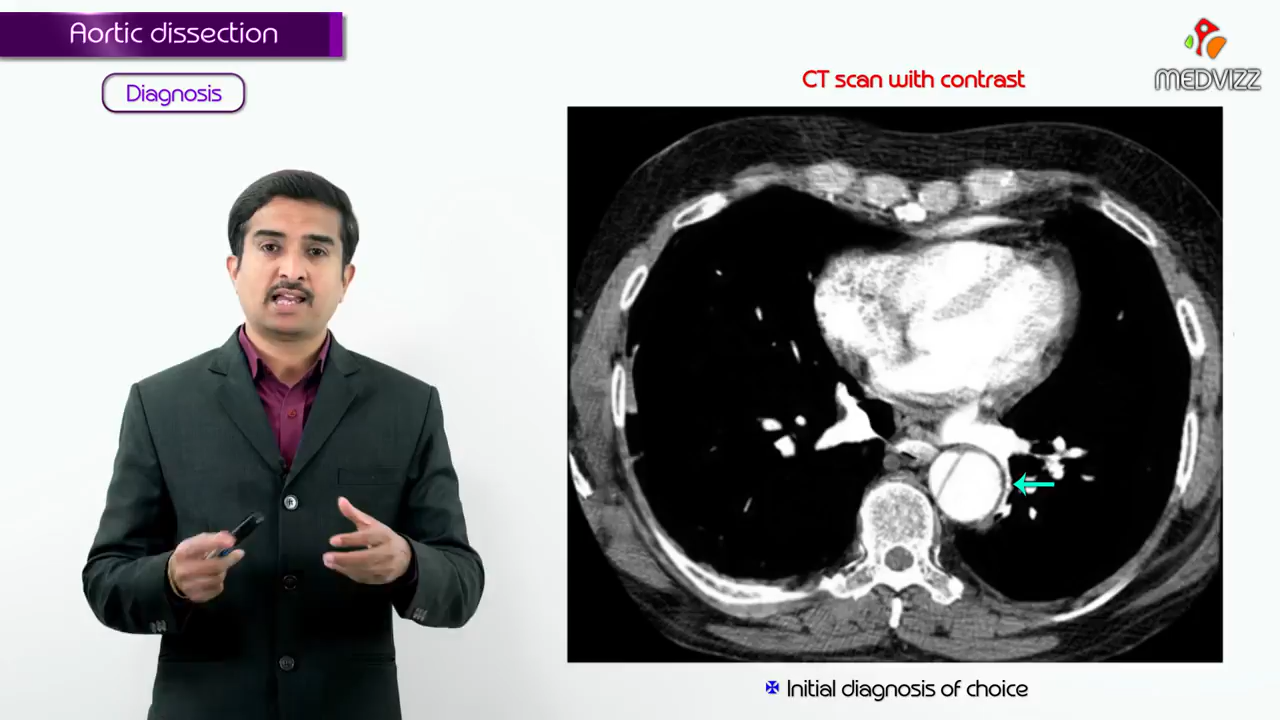 Aortic dissection
Diagnosis
CT scan with contrast
MEDVIZZ
Initial diagnosis of choice